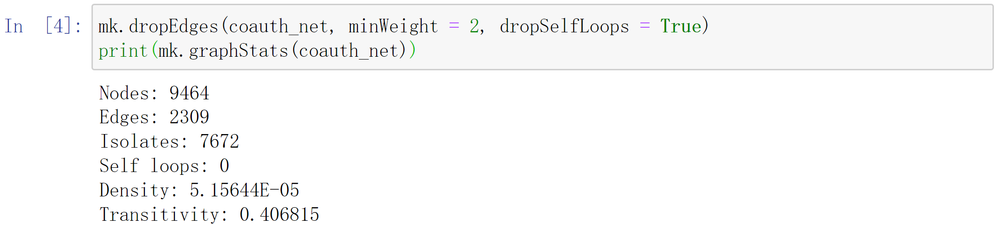 In [4]: mk.dropEdges(coauth_net, minWeight = 2, dropSelfLoops = True)
print(mk.graphStats(coauth_net))
Nodes: 9464
Edges: 2309
Isolates: 7672
Self loops: 0
Density: 5.15644E-05
Transitivity: 0.406815